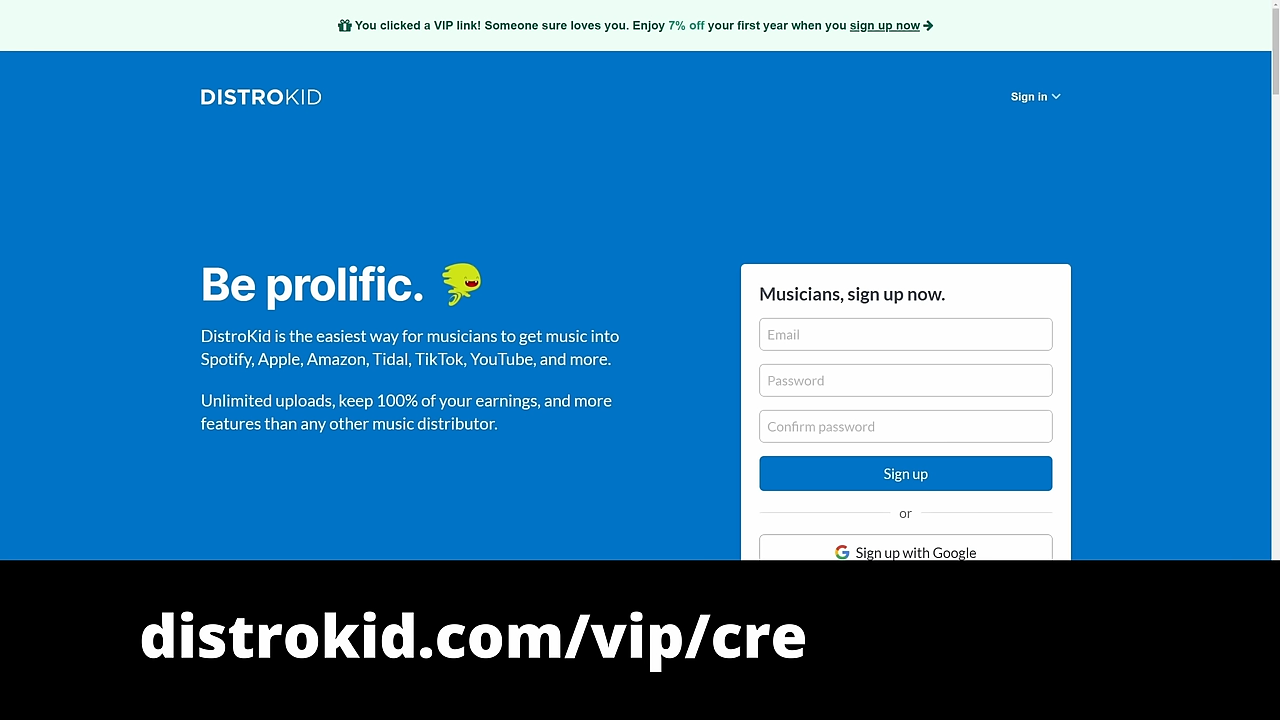 You clicked a VIP link! Someone sure loves you. Enjoy 7% off your first year when you sign up now
DISTROKID
Sign in
Be prolific.
DistroKid is the easiest way for musicians to get music into
Spotify, Apple, Amazon, Tidal, TikTok, YouTube, and more.
Unlimited uploads, keep 100% of your earnings, and more
features than any other music distributor.
Musicians, sign up now.
Email
Password
Confirm password
Sign up
or
Sign up with Google
distrokid.com/vip/cre